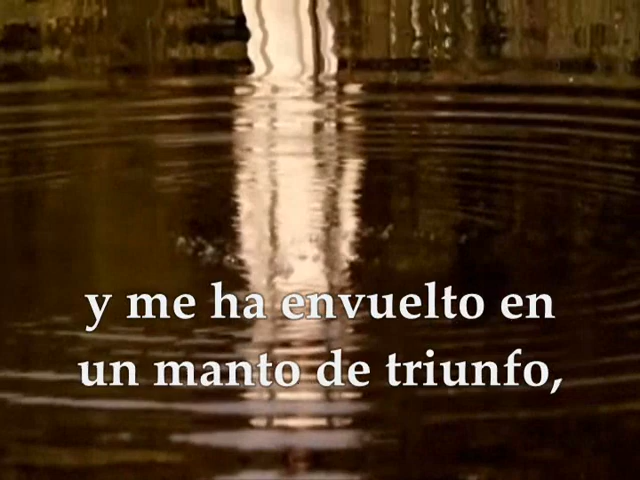 y me ha envuelto en
un manto de triunfo,